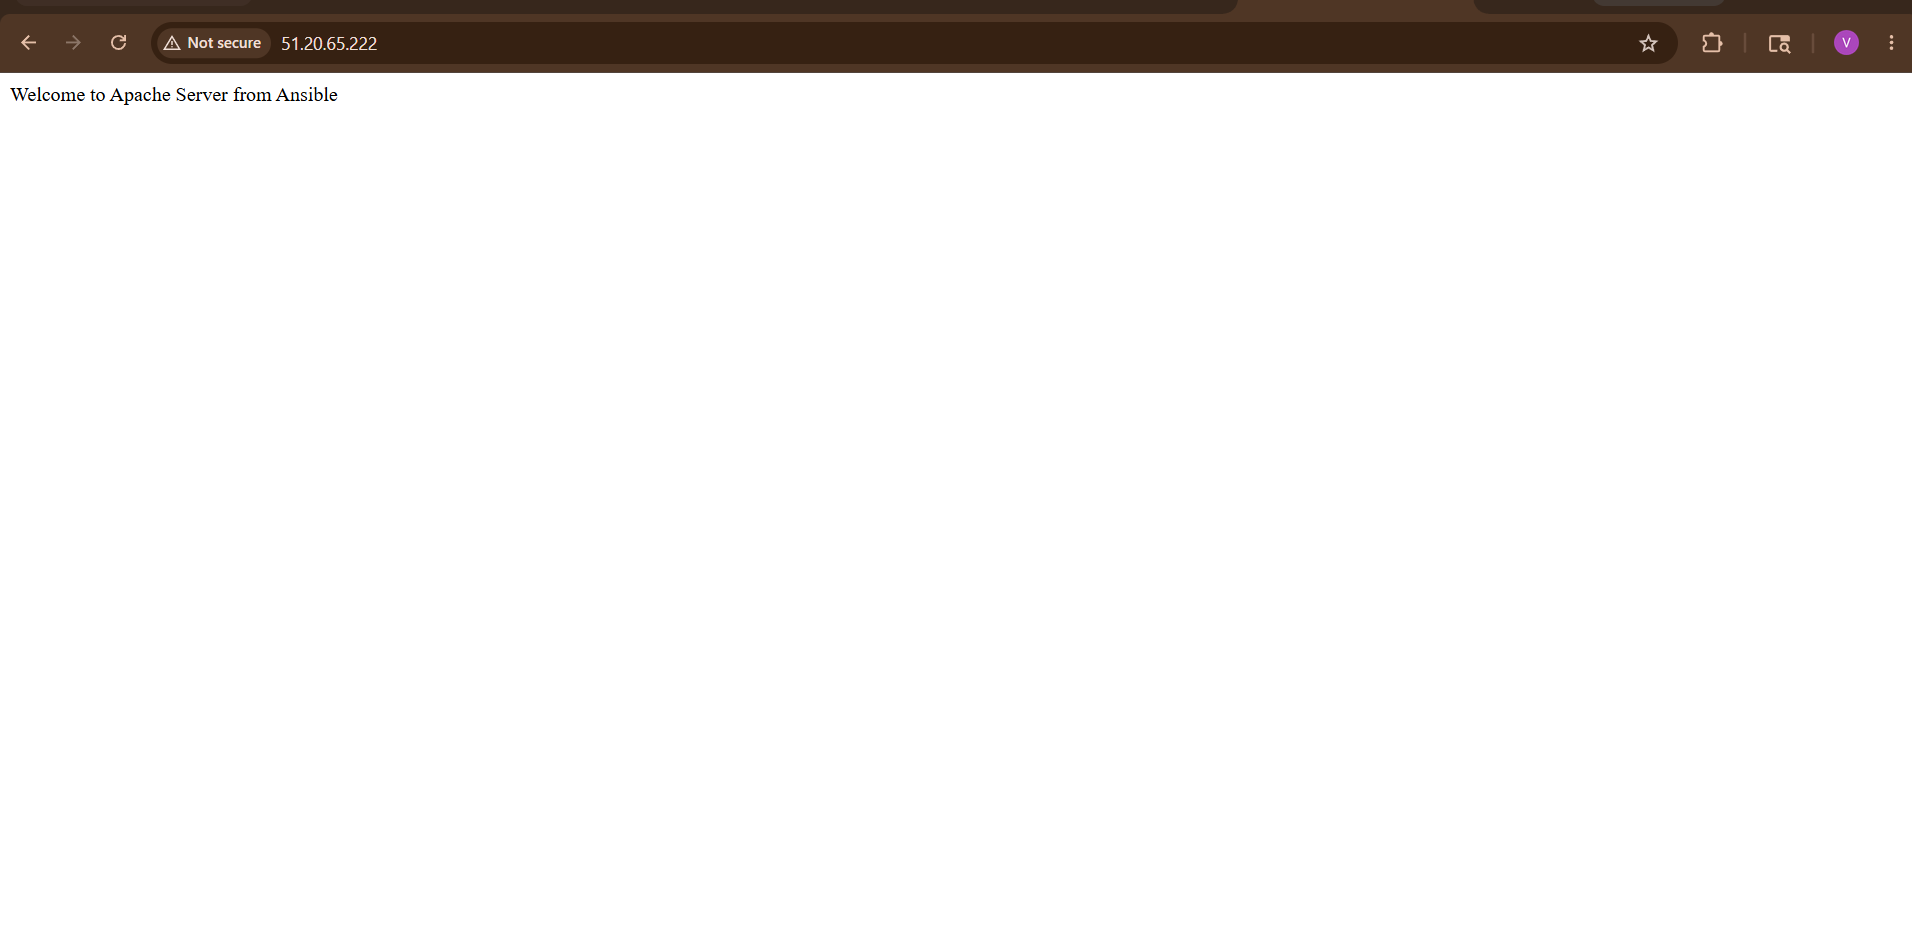 Not secure 51.20.65.222
V
Welcome to Apache Server from Ansible